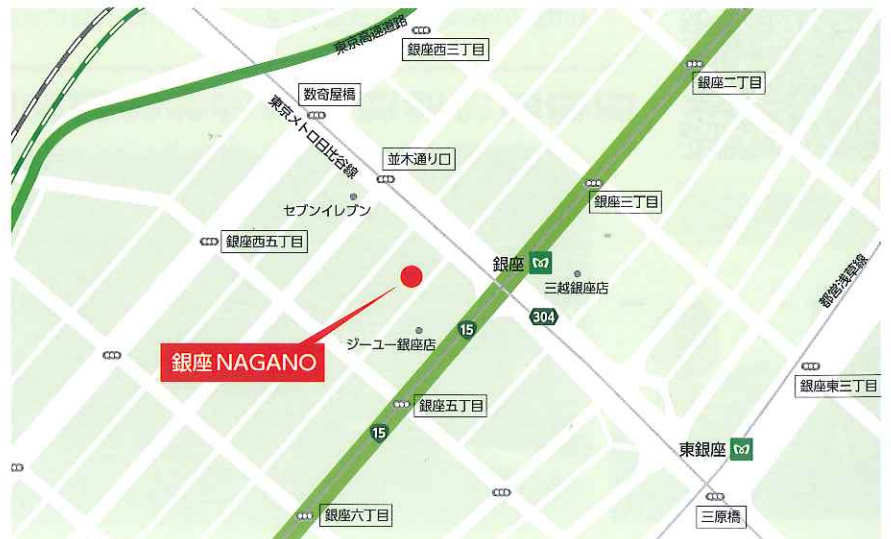 東京高速道路
銀座西三丁目
銀座二丁目
数奇屋橋
東京メトロ日比谷線
並木通り口
銀座三丁目
セブンイレブン
銀座西五丁目
銀座
三越銀座店
都営浅草線
304
15
ジーユー銀座店
銀座NAGANO
銀座東三丁目
銀座五丁目
15
東銀座
銀座六丁目
三原橋